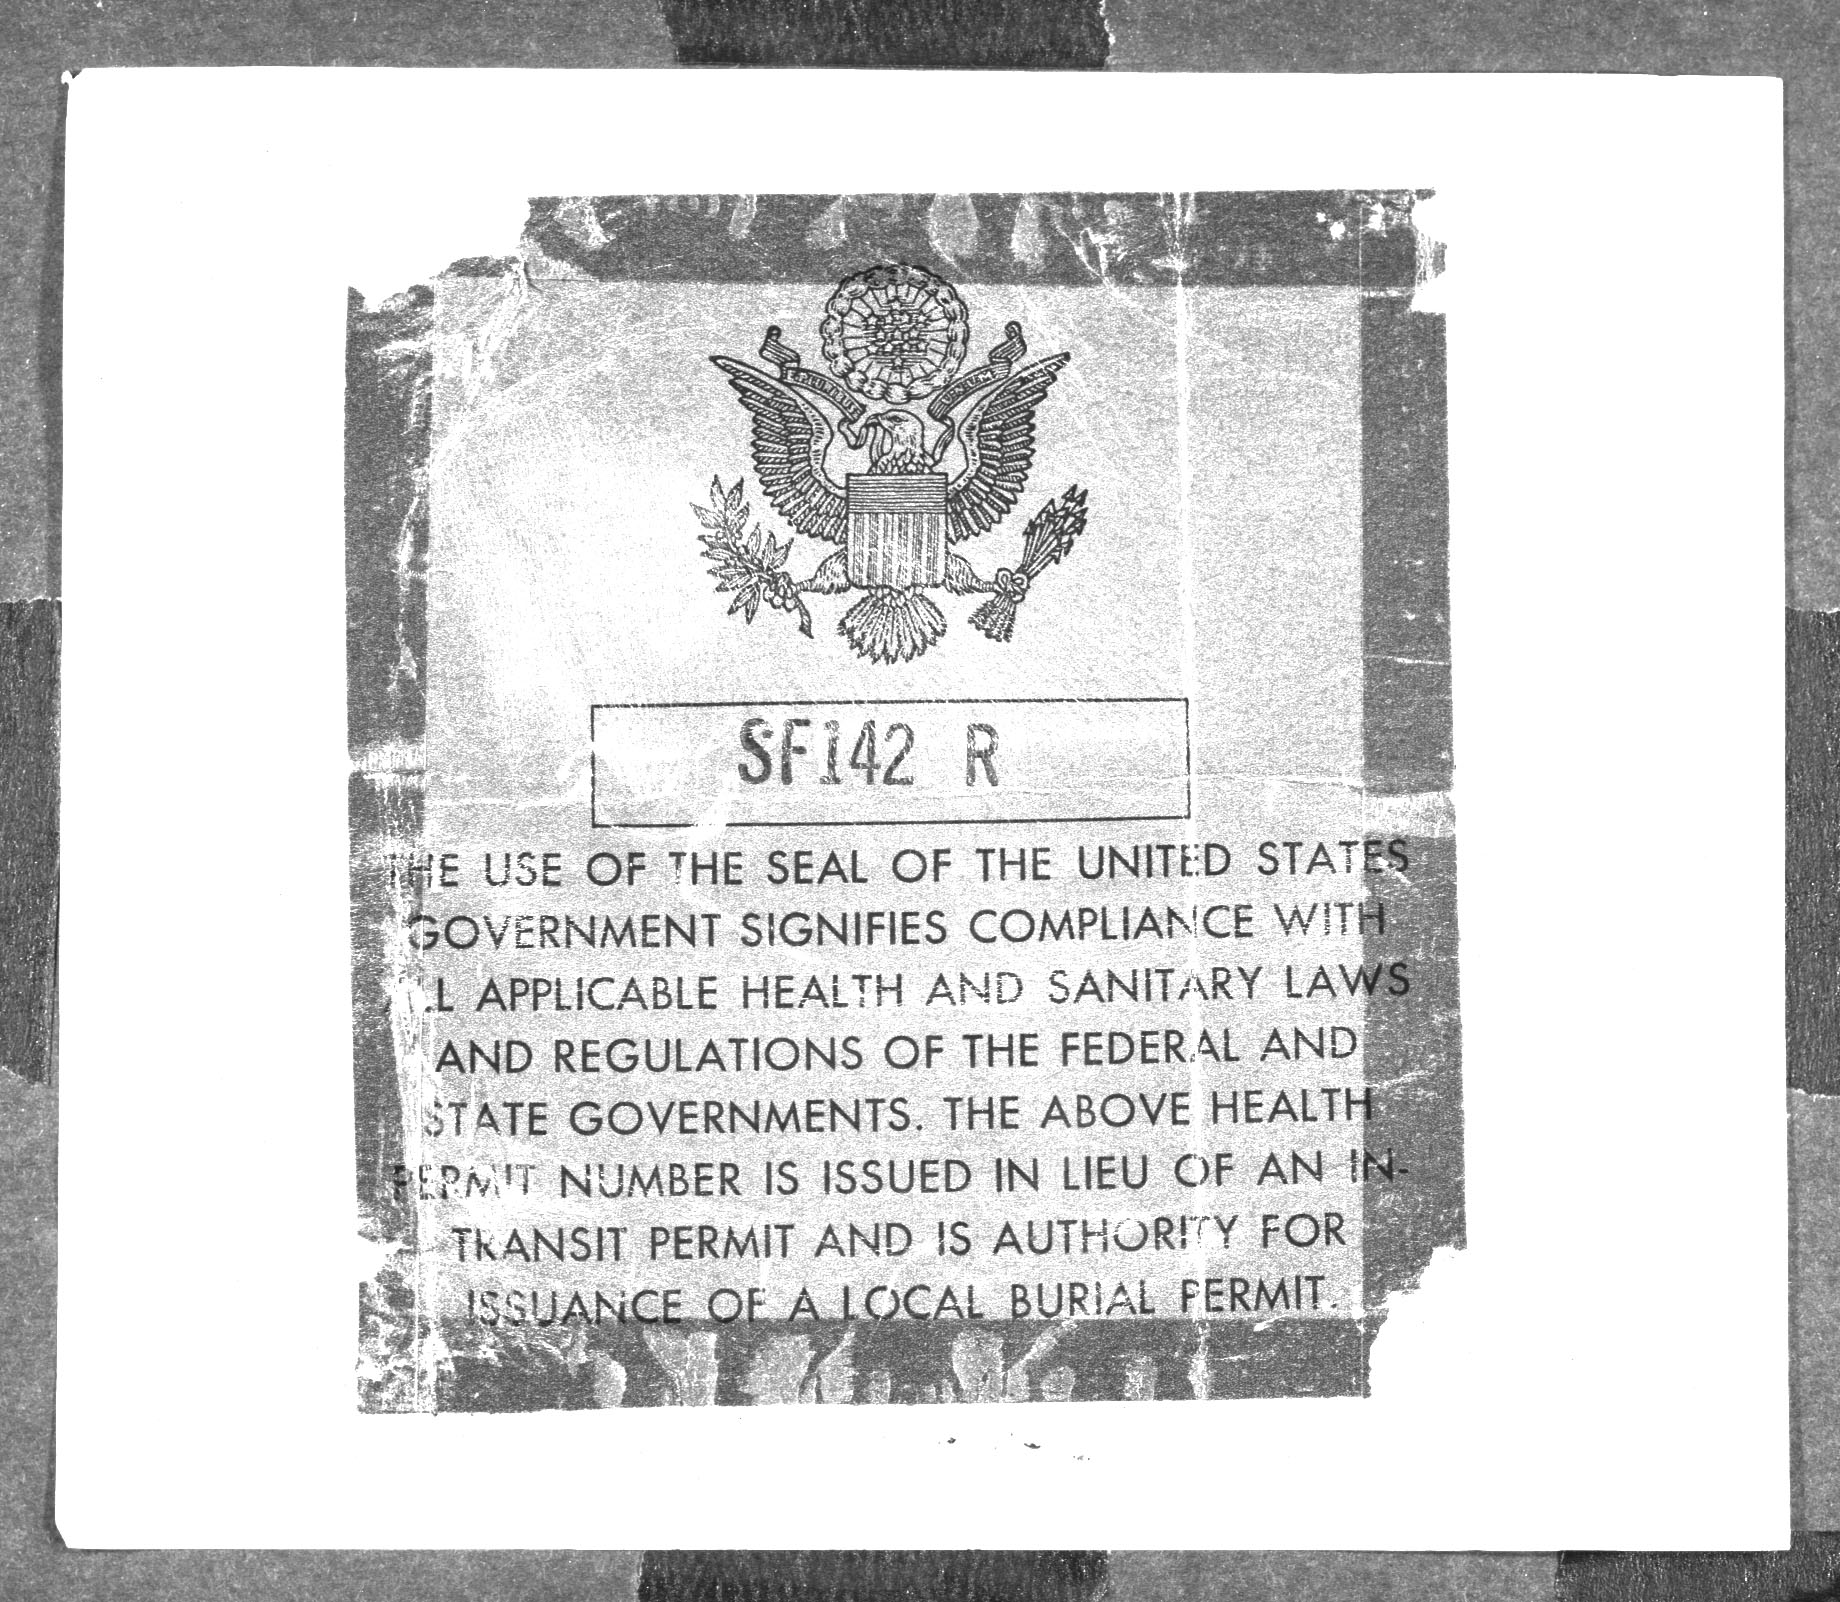 SF142 R
THE USE OF THE SEAL OF THE UNITED STATES
GOVERNMENT SIGNIFIES COMPLIANCE WITH
ALL APPLICABLE HEALTH AND SANITARY LAWS
AND REGULATIONS OF THE FEDERAL AND
STATE GOVERNMENTS. THE ABOVE HEALTH
PERMIT NUMBER IS ISSUED IN LIEU OF AN IN-
TRANSIT PERMIT AND IS AUTHORITY FOR
ISSUANCE OF A LOCAL BURIAL PERMIT.